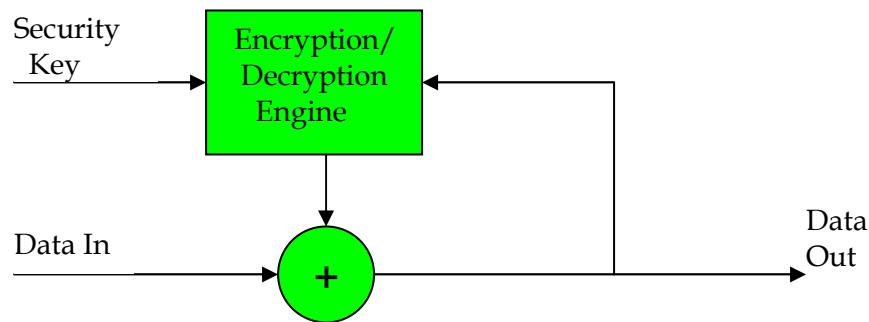 Security
Key
Encryption/
Decryption
Engine
Data In
+
Data
Out